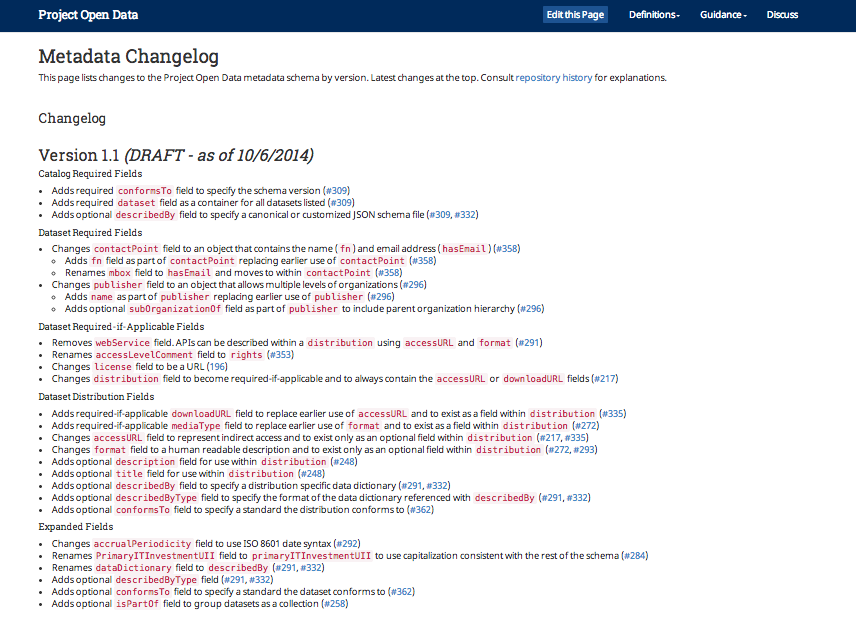 Project Open Data
Edit this Page
Definitions
Guidance
Discuss
Metadata Changelog
This page lists changes to the Project Open Data metadata schema by version. Latest changes at the top. Consult repository history for explanations.
Changelog
Version 1.1 (DRAFT - as of 10/6/2014)
Catalog Required Fields
• Adds required conformsTo field to specify the schema version (#309)
• Adds required dataset field as a container for all datasets listed (#309)
• Adds optional describedBy field to specify a canonical or customized JSON schema file (#309, #332)
Dataset Required Fields
• Changes contactPoint field to an object that contains the name (fn) and email address (hasEmail) (#358)
◦ Adds fn field as part of contactPoint replacing earlier use of contactPoint (#358)
◦ Renames mbox field to hasEmail and moves to within contactPoint (#358)
• Changes publisher field to an object that allows multiple levels of organizations (#296)
◦ Adds name as part of publisher replacing earlier use of publisher (#296)
◦ Adds optional subOrganizationOf field as part of publisher to include parent organization hierarchy (#296)
Dataset Required-if-Applicable Fields
• Removes webService field. APIs can be described within a distribution using accessURL and format (#291)
• Renames accessLevelComment field to rights (#353)
• Changes license field to be a URL (196)
• Changes distribution field to become required-if-applicable and to always contain the accessURL or downloadURL fields (#217)
Dataset Distribution Fields
• Adds required-if-applicable downloadURL field to replace earlier use of accessURL and to exist as a field within distribution (#335)
• Adds required-if-applicable mediaType field to replace earlier use of format and to exist as a field within distribution (#272)
• Changes accessURL field to represent indirect access and to exist only as an optional field within distribution (#217, #335)
• Changes format field to a human readable description and to exist only as an optional field within distribution (#272, #293)
• Adds optional description field for use within distribution (#248)
• Adds optional title field for use within distribution (#248)
• Adds optional describedBy field to specify a distribution specific data dictionary (#291, #332)
• Adds optional describedByType field to specify the format of the data dictionary referenced with describedBy (#291, #332)
• Adds optional conformsTo field to specify a standard the distribution conforms to (#362)
Expanded Fields
• Changes accrualPeriodicity field to use ISO 8601 date syntax (#292)
• Renames PrimaryITInvestmentUII field to primaryITInvestmentUII to use capitalization consistent with the rest of the schema (#284)
• Renames dataDictionary field to describedBy (#291, #332)
• Adds optional describedByType field (#291, #332)
• Adds optional conformsTo field to specify a standard the dataset conforms to (#362)
• Adds optional isPartOf field to group datasets as a collection (#258)